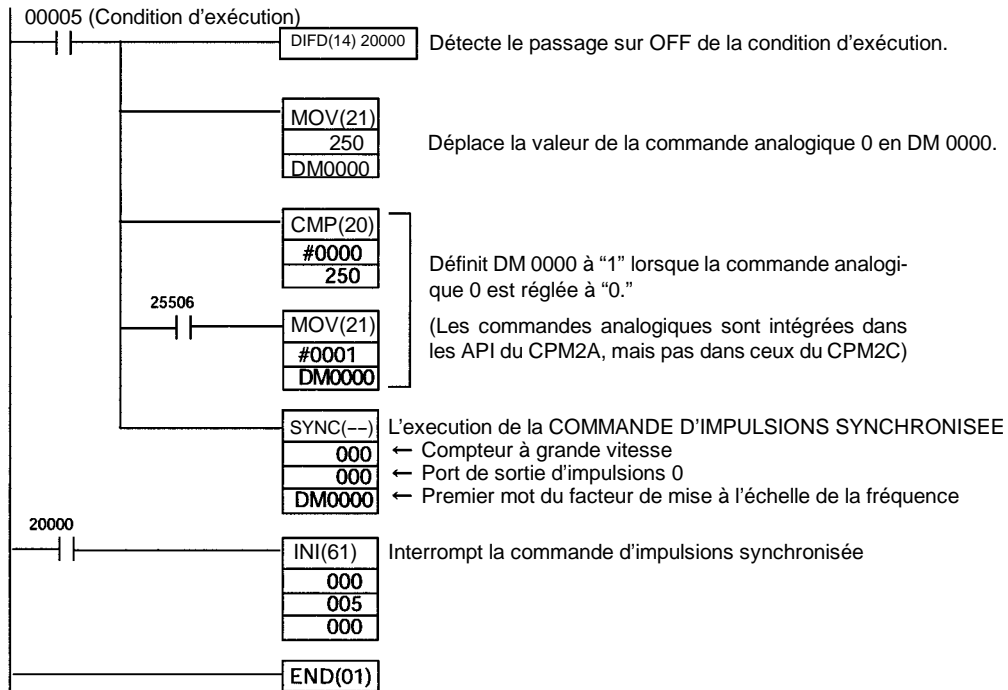 00005 (Condition d’exécution)
DIFD(14) 20000
Détecte le passage sur OFF de la condition d’exécution.
MOV(21)
250
DM0000
Déplace la valeur de la commande analogique 0 en DM 0000.
CMP(20)
#0000
250
Définit DM 0000 à “1” lorsque la commande analogi-
que 0 est réglée à “0.”
25506
MOV(21)
#0001
DM0000
(Les commandes analogiques sont intégrées dans
les API du CPM2A, mais pas dans ceux du CPM2C)
SYNC(--)
L’execution de la COMMANDE D’IMPULSIONS SYNCHRONISEE
000
← Compteur à grande vitesse
000
← Port de sortie d’impulsions 0
DM0000
← Premier mot du facteur de mise à l’échelle de la fréquence
20000
INI(61)
Interrompt la commande d’impulsions synchronisée
000
005
000
END(01)